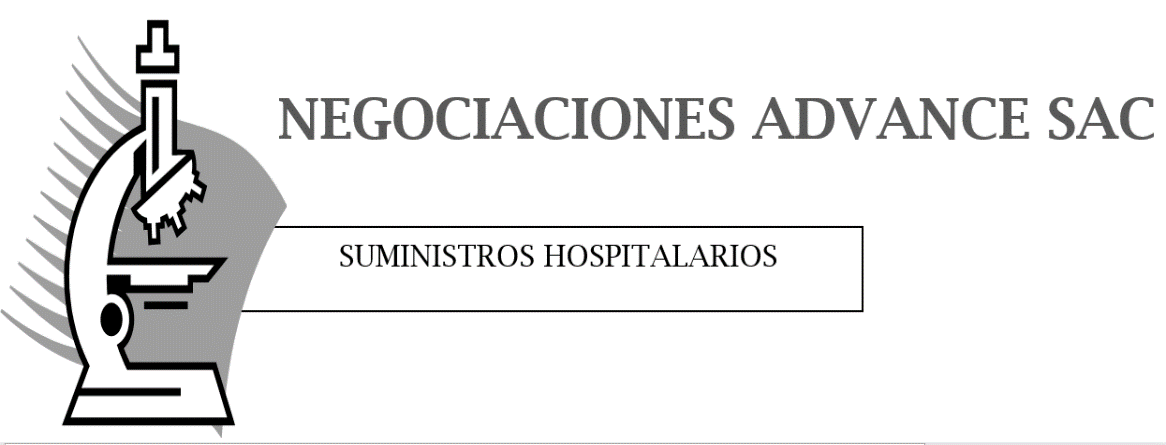 NEGOCIACIONES ADVANCE SAC
SUMINISTROS HOSPITALARIOS